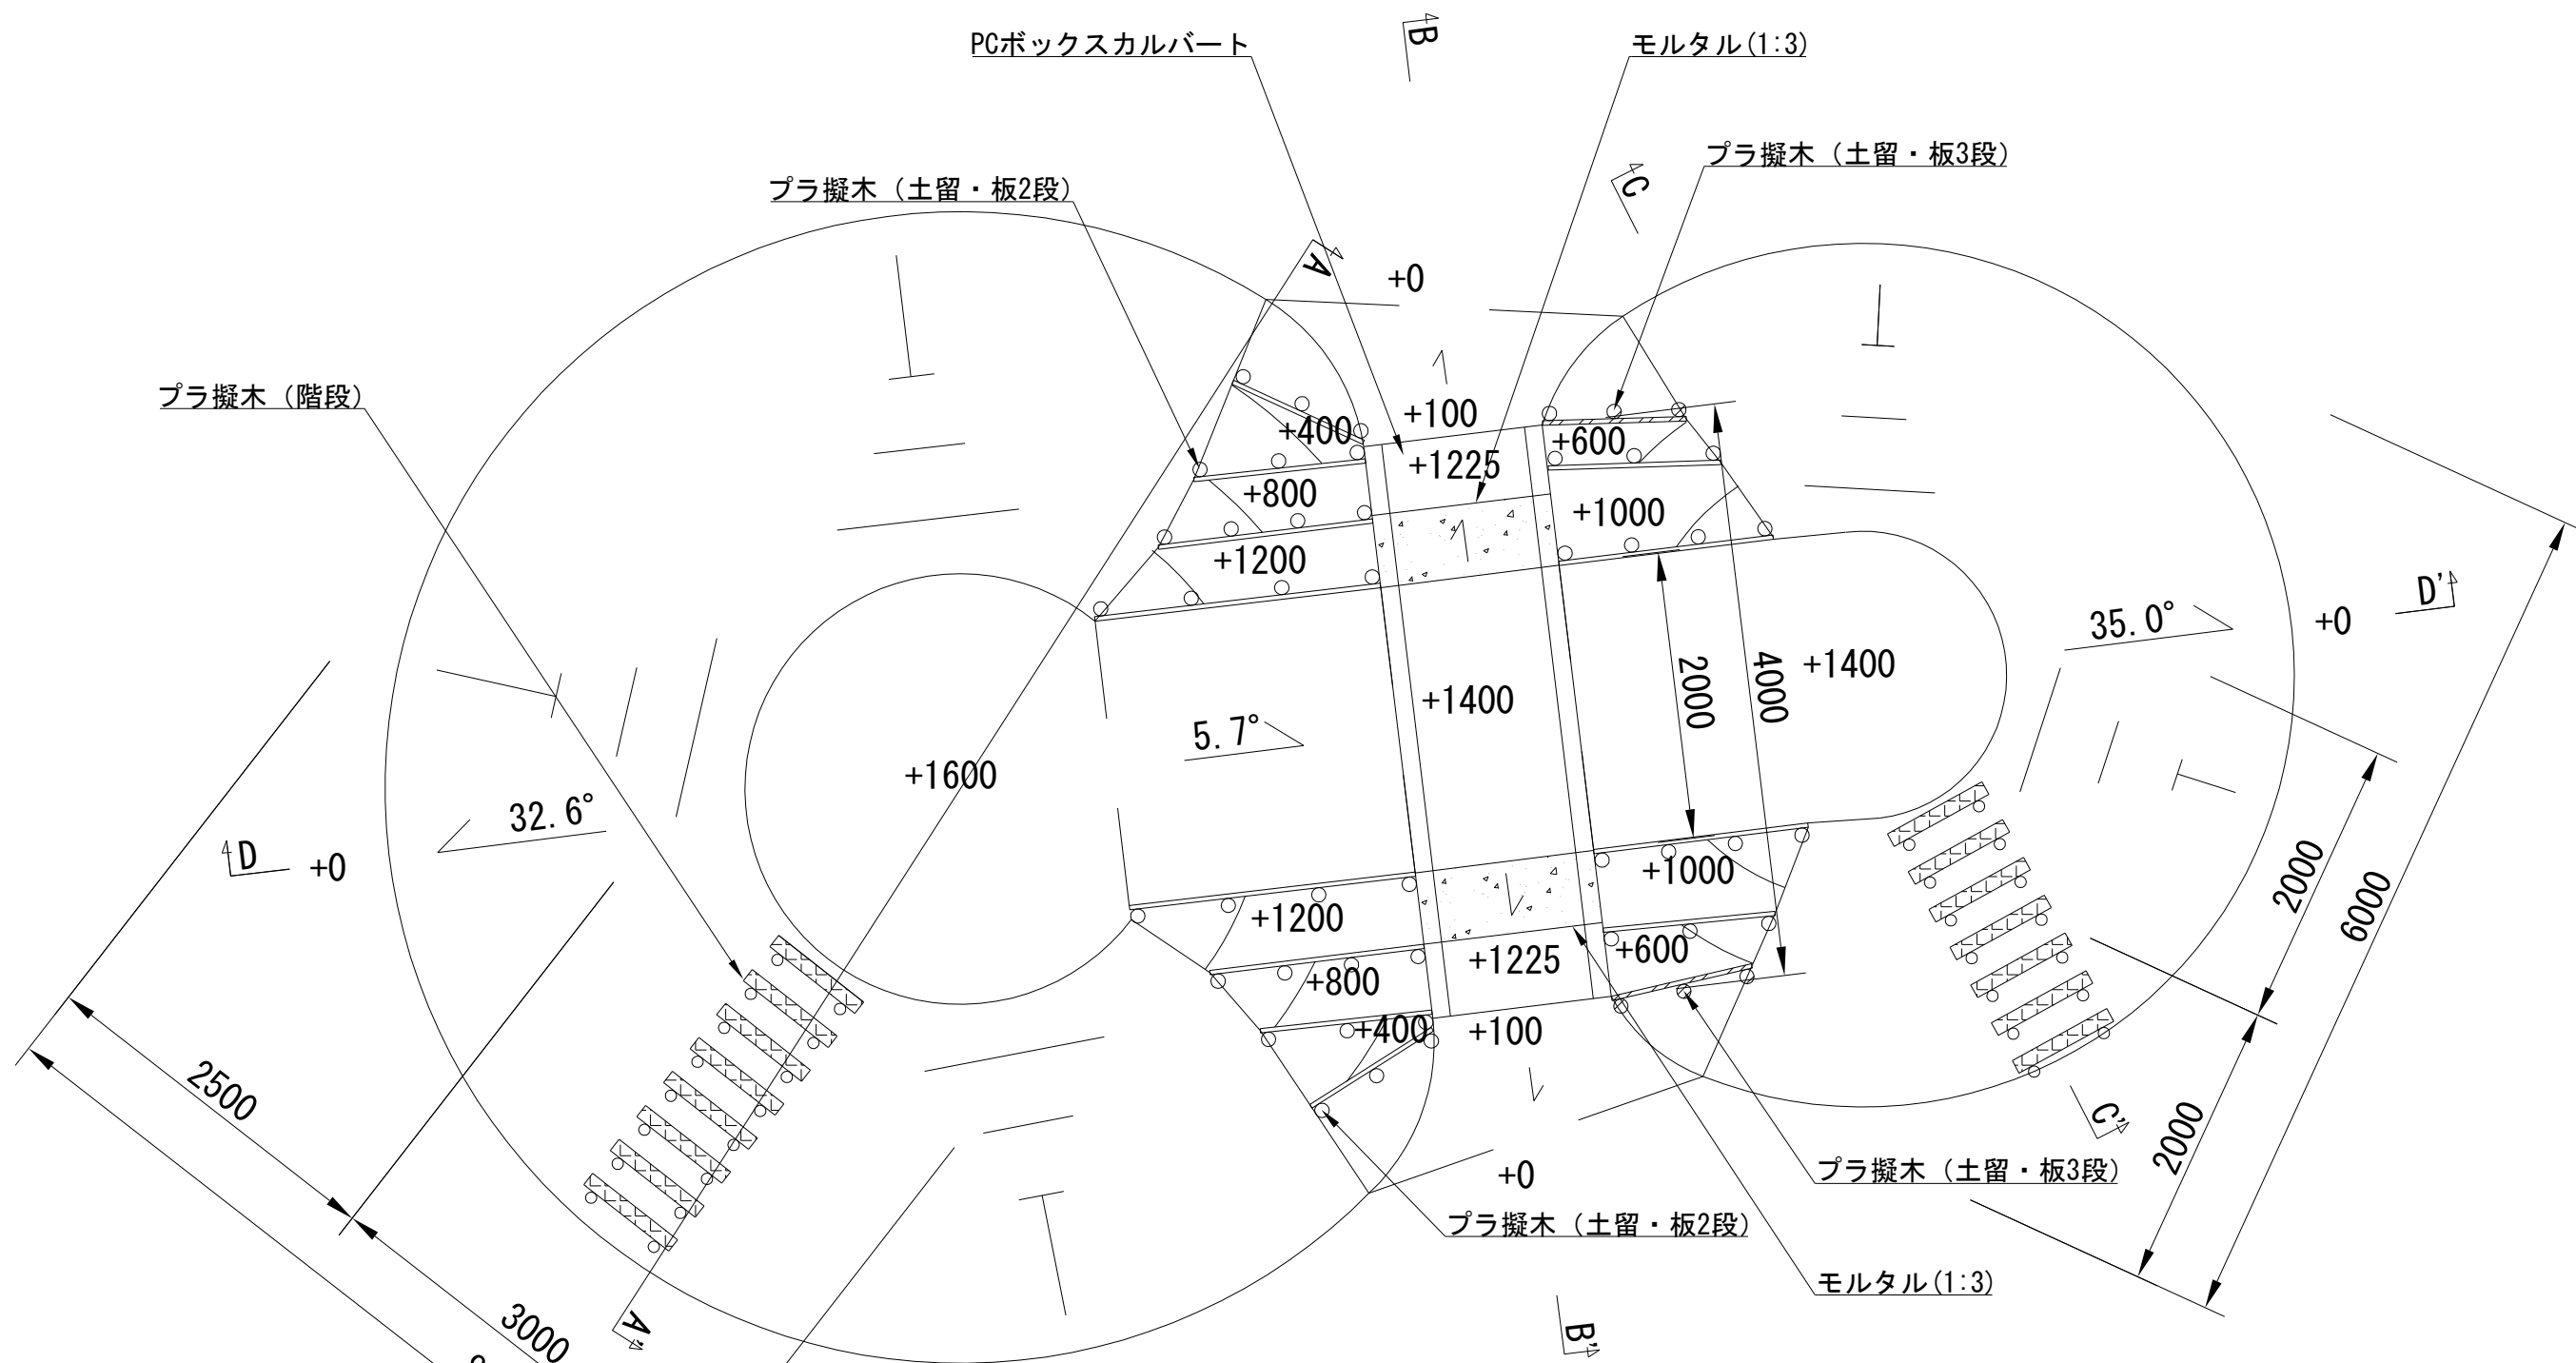 B
PCボックスカルバート
モルタル(1:3)
プラ擬木（土留・板3段）
プラ擬木（土留・板2段）
C
A
+0
プラ擬木（階段）
+100
+400
+600
+1225
+800
+1000
+1200
D'
35.0°
+0
+1400
+1400
2000
4000
5.7°
+1600
32.6°
D
+0
+1000
2000
6000
+1200
+600
+1225
+800
+400
+100
2500
C'
2000
プラ擬木（土留・板3段）
+0
プラ擬木（土留・板2段）
モルタル(1:3)
3000
A'
B'